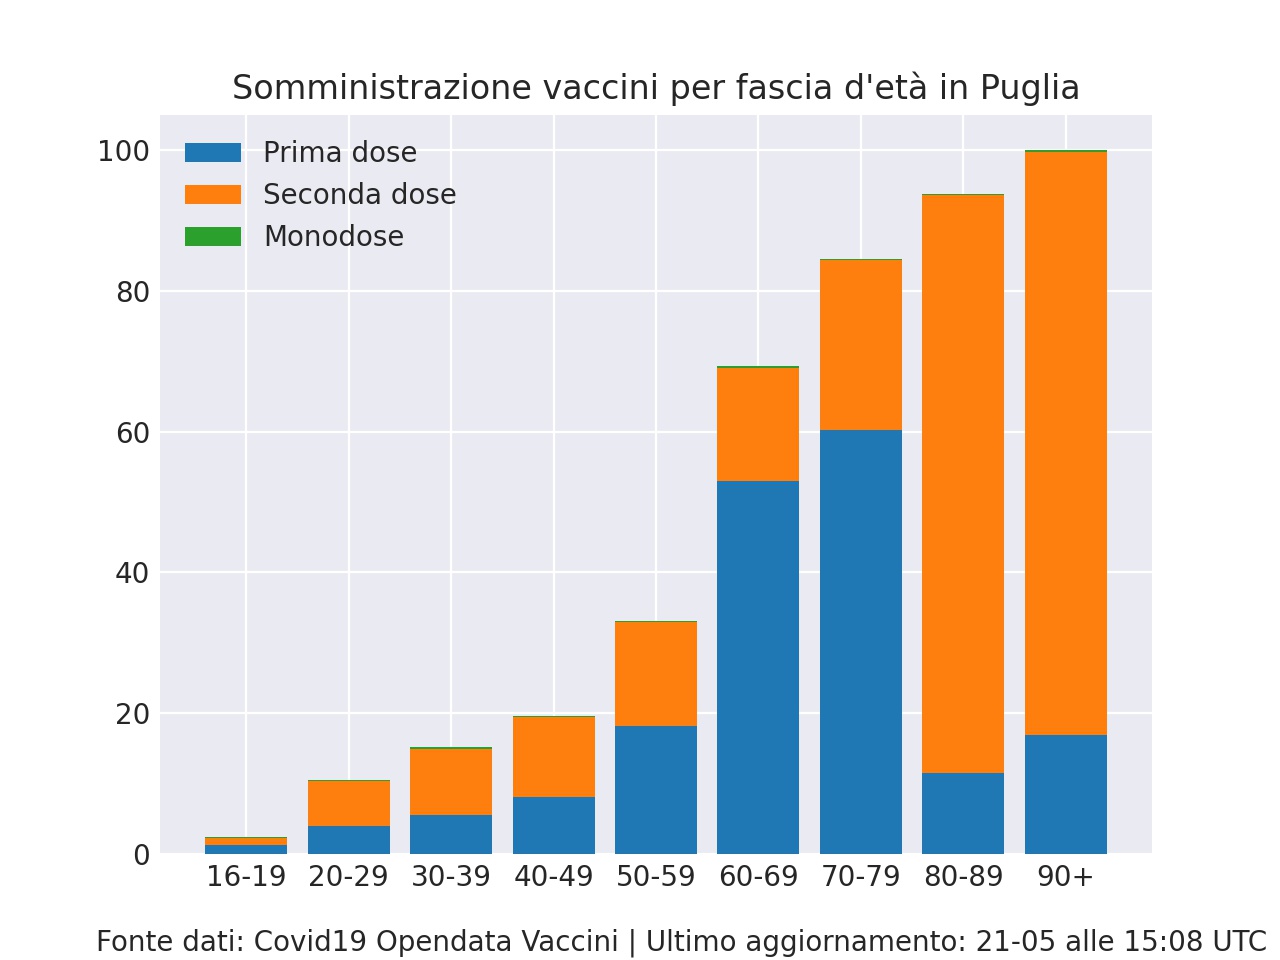 Somministrazione vaccini per fascia d'età in Puglia
Prima dose
Seconda dose
Monodose
100
80
60
40
20
0
16-19 20-29 30-39 40-49 50-59 60-69 70-79 80-89 90+
Fonte dati: Covid19 Opendata Vaccini | Ultimo aggiornamento: 21-05 alle 15:08 UTC